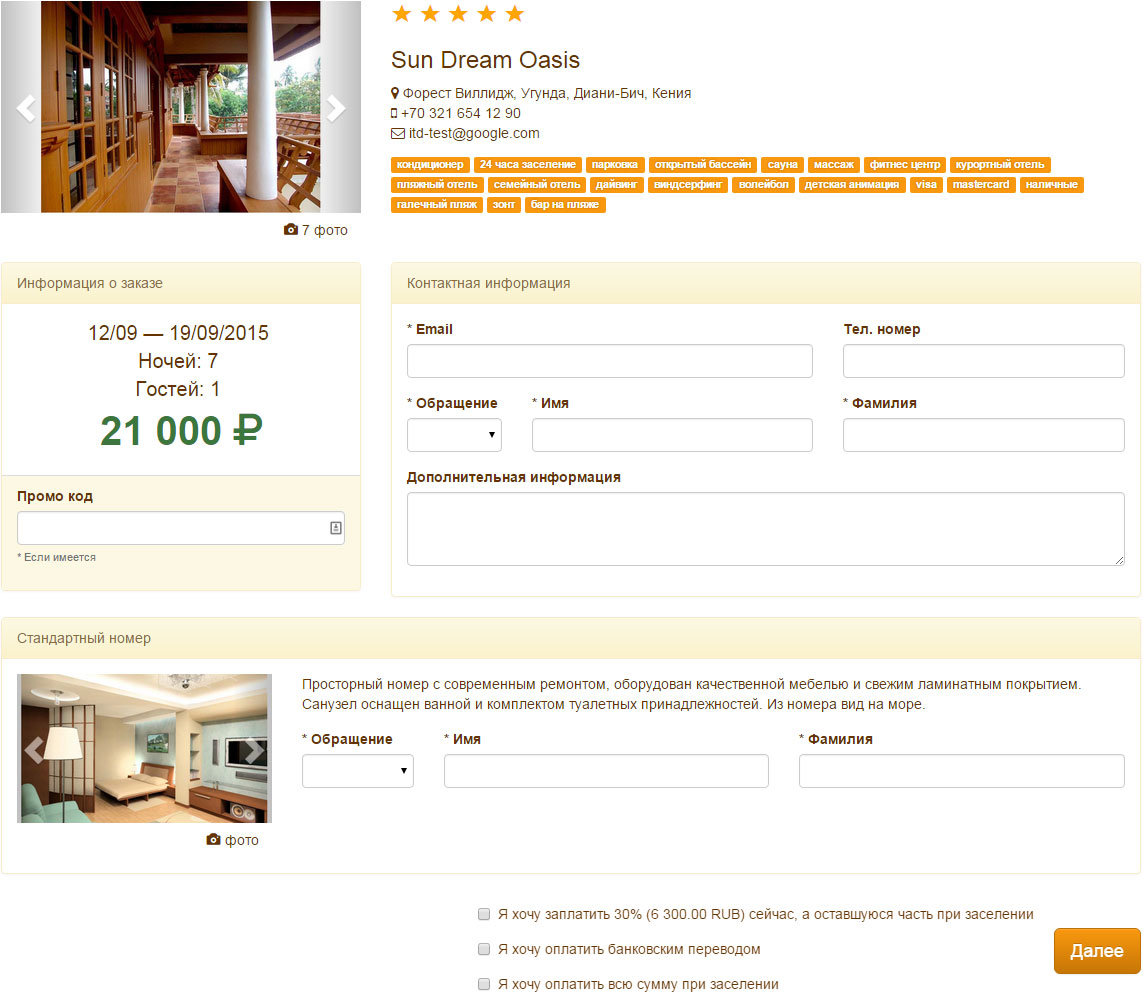 Sun Dream Oasis
Форест Виллидж, Угунда, Диани-Бич, Кения
+70 321 654 12 90
itd-test@google.com
кондиционер 24 часа заселение парковка открытый бассейн сауна массаж фитнес центр курортный отель
пляжный отель семейный отель дайвинг виндсерфинг волейбол детская анимация visa mastercard наличные
галечный пляж зонт бар на пляже
7 фото
Информация о заказе
12/09 — 19/09/2015
Ночей: 7
Гостей: 1
21 000 ₽
Промо код
* Если имеется
Контактная информация
* Email Тел. номер
* Обращение * Имя * Фамилия
Дополнительная информация
Стандартный номер
Просторный номер с современным ремонтом, оборудован качественной мебелью и свежим ламинатным покрытием.
Санузел оснащен ванной и комплектом туалетных принадлежностей. Из номера вид на море.
* Обращение * Имя * Фамилия
фото
Я хочу заплатить 30% (6 300.00 RUB) сейчас, а оставшуюся часть при заселении
Я хочу оплатить банковским переводом
Я хочу оплатить всю сумму при заселении
Далее